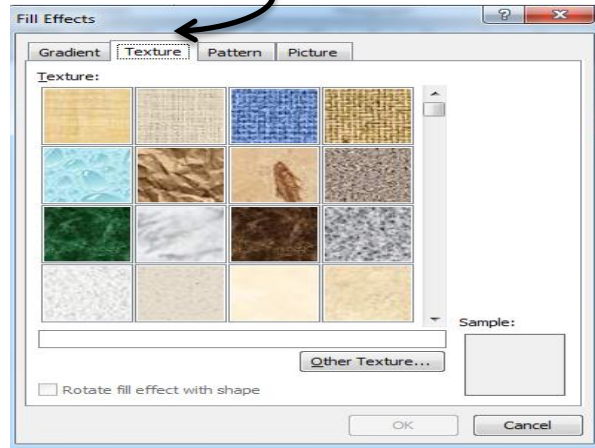 Fill Effects
Gradient Texture Pattern Picture
Texture:
Sample:
Other Texture...
Rotate fill effect with shape
OK Cancel